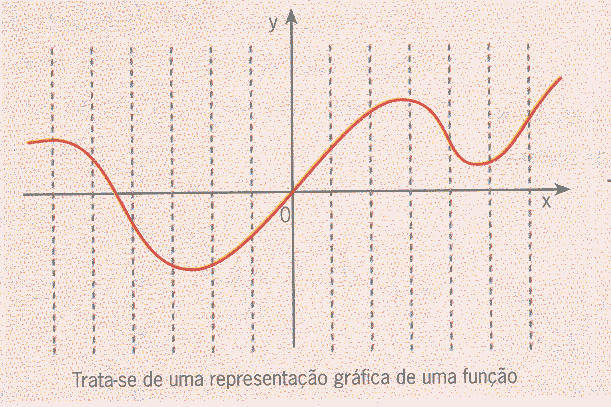 y
0
x
Trata-se de uma representação gráfica de uma função